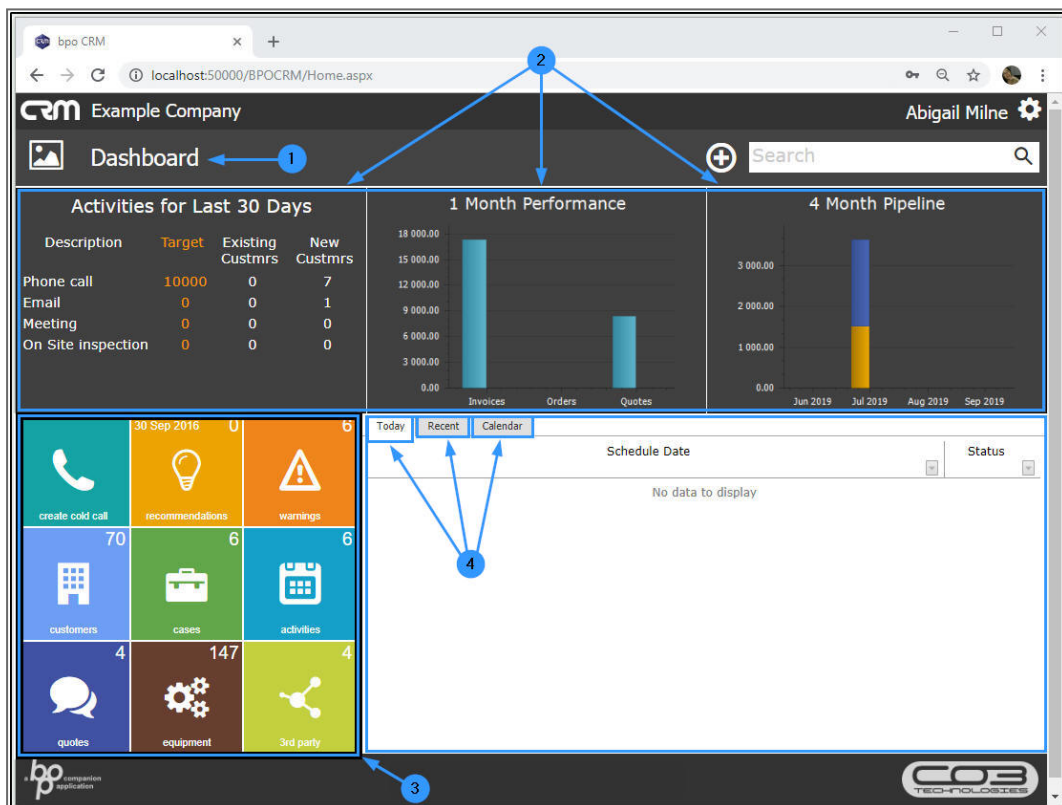 bpo CRM
localhost:50000/BPOCRM/Home.aspx
2
CRM Example Company
Abigail Milne
Dashboard
1
Search
Activities for Last 30 Days
Description Target Existing Custmrs New Custmrs
Phone call 10000 0 7
Email 0 0 1
Meeting 0 0 0
On Site inspection 0 0 0
1 Month Performance
18 000.00
15 000.00
12 000.00
9 000.00
6 000.00
3 000.00
0.00
Invoices Orders Quotes
4 Month Pipeline
3 000.00
2 000.00
1 000.00
0.00
Jun 2019 Jul 2019 Aug 2019 Sep 2019
create cold call
30 Sep 2016 0
recommendations
6
warnings
70
customers
6
cases
6
activities
4
quotes
147
equipment
4
3rd party
3
Today Recent Calendar
Schedule Date Status
No data to display
4
a bpo companion application
CO3 TECHNOLOGIES